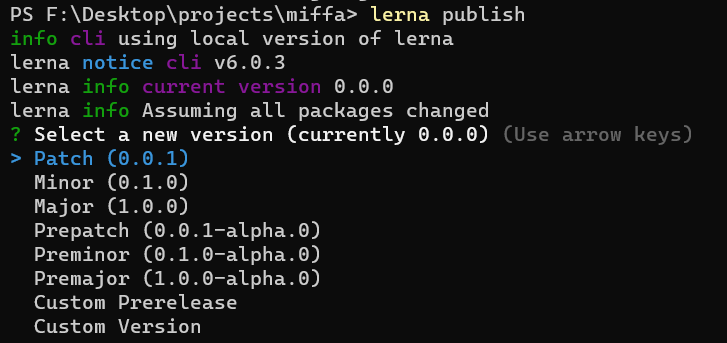 PS F:\Desktop\projects\miffa> lerna publish
info cli using local version of lerna
lerna notice cli v6.0.3
lerna info current version 0.0.0
lerna info Assuming all packages changed
? Select a new version (currently 0.0.0) (Use arrow keys)
> Patch (0.0.1)
Minor (0.1.0)
Major (1.0.0)
Prepatch (0.0.1-alpha.0)
Preminor (0.1.0-alpha.0)
Premajor (1.0.0-alpha.0)
Custom Prerelease
Custom Version